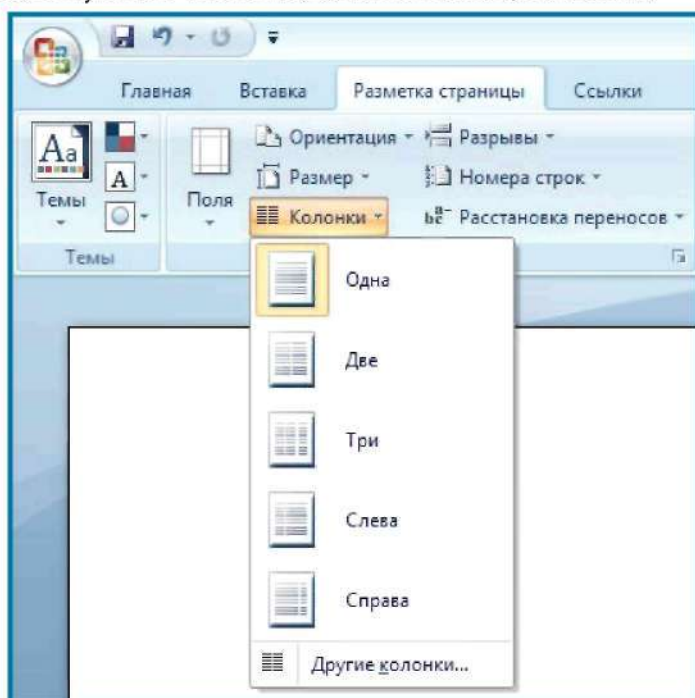 Главная Вставка Разметка страницы Ссылки
Aa
Темы
A
Поля
Ориентация
Размер
Колонки
Разрывы
Номера строк
Расстановка переносов
Темы
Одна
Две
Три
Слева
Справа
Другие колонки...